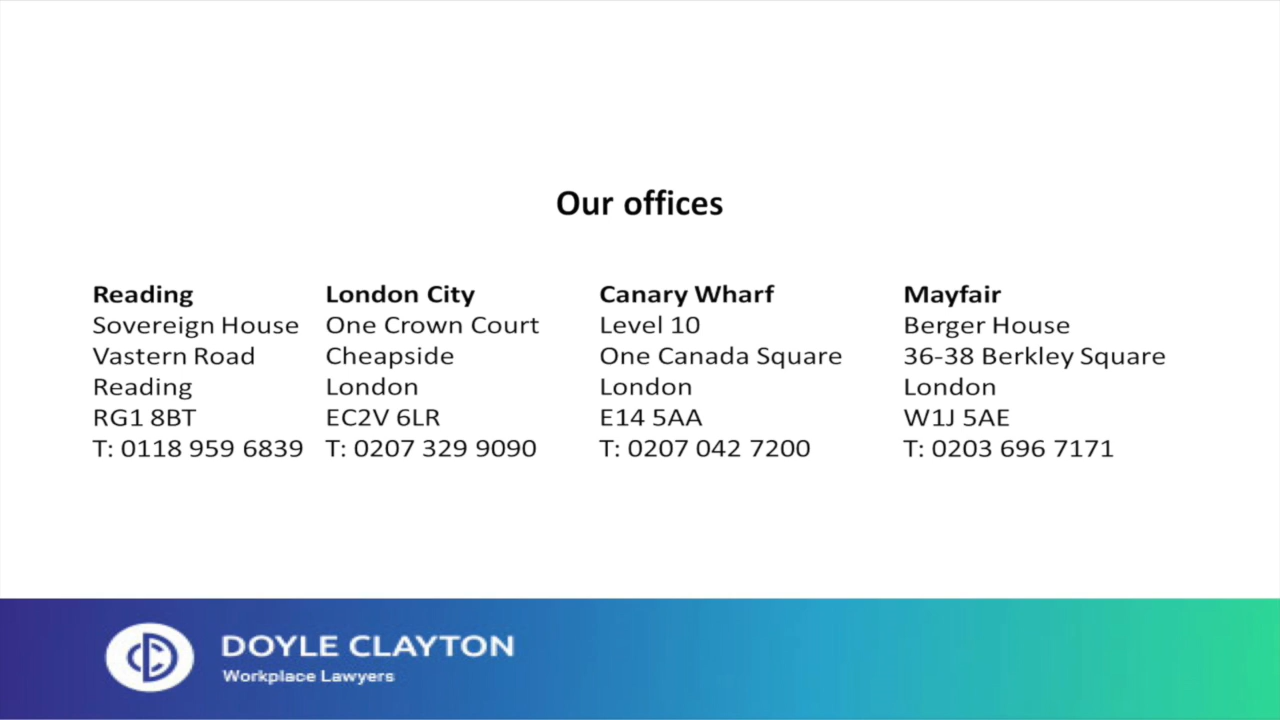 Our offices
Reading
Sovereign House
Vastern Road
Reading
RG1 8BT
T: 0118 959 6839
London City
One Crown Court
Cheapside
London
EC2V 6LR
T: 0207 329 9090
Canary Wharf
Level 10
One Canada Square
London
E14 5AA
T: 0207 042 7200
Mayfair
Berger House
36-38 Berkley Square
London
W1J 5AE
T: 0203 696 7171
DOYLE CLAYTON
Workplace Lawyers